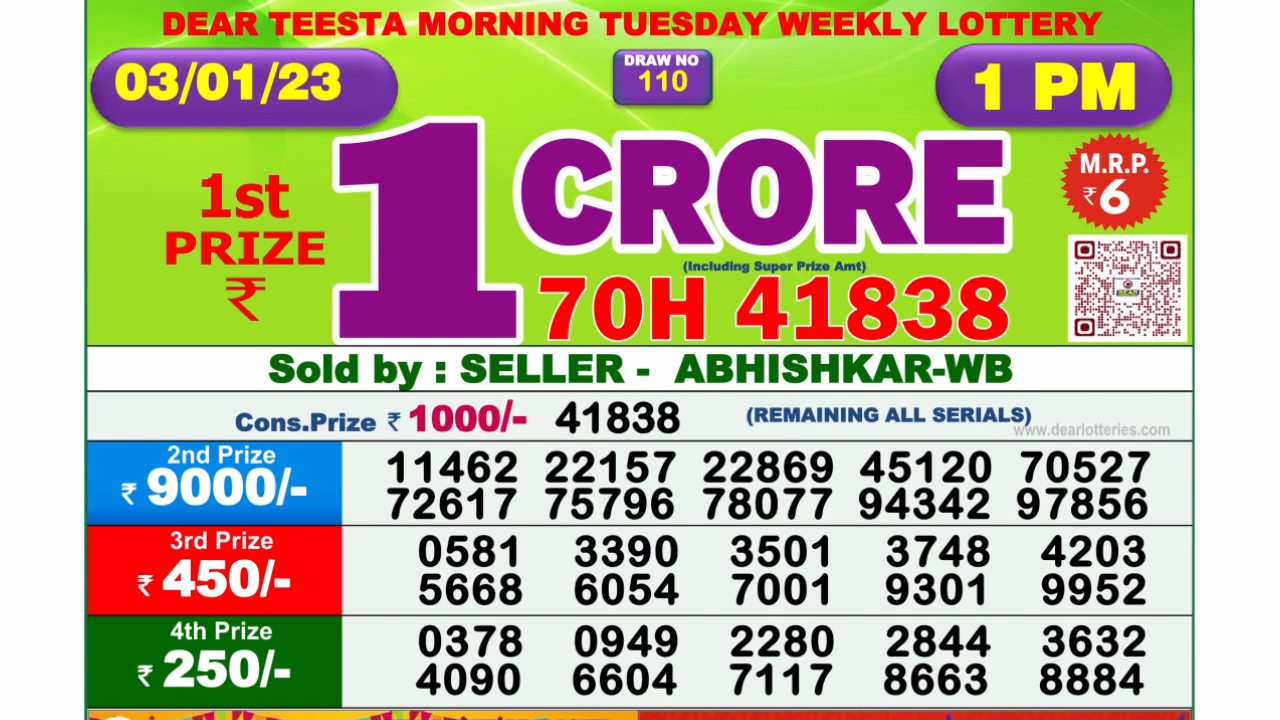 DEAR TEESTA MORNING TUESDAY WEEKLY LOTTERY
03/01/23
DRAW NO
110
1 PM
1st
PRIZE
₹
1 CRORE
(Including Super Prize Amt)
70H 41838
M.R.P.
₹6
DEAR
Sold by : SELLER - ABHISHKAR-WB
Cons.Prize ₹ 1000/- 41838 (REMAINING ALL SERIALS)
www.dearlotteries.com
2nd Prize
₹ 9000/-
11462 22157 22869 45120 70527
72617 75796 78077 94342 97856
3rd Prize
₹ 450/-
0581 3390 3501 3748 4203
5668 6054 7001 9301 9952
4th Prize
₹ 250/-
0378 0949 2280 2844 3632
4090 6604 7117 8663 8884